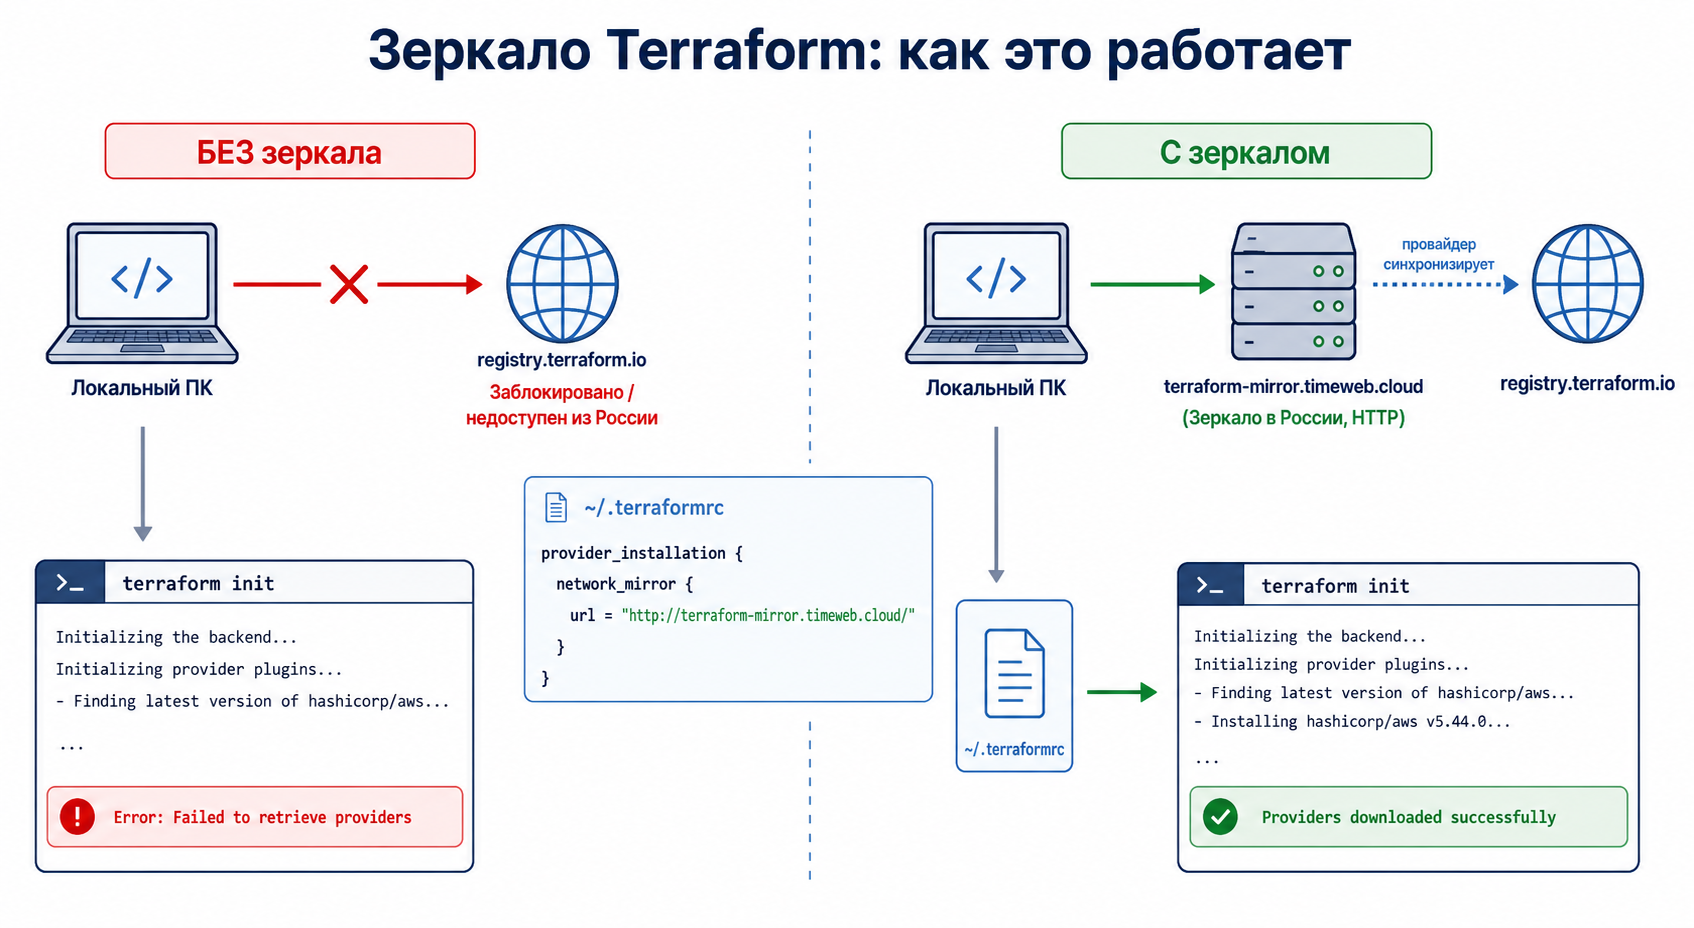 Зеркало Terraform: как это работает
БЕЗ зеркала
</>
Локальный ПК
registry.terraform.io
Заблокировано /
недоступен из России
>_ terraform init
Initializing the backend...
Initializing provider plugins...
- Finding latest version of hashicorp/aws...
...
! Error: Failed to retrieve providers
~/.terraformrc
provider_installation {
network_mirror {
url = "http://terraform-mirror.timeweb.cloud/"
}
}
С зеркалом
</>
Локальный ПК
terraform-mirror.timeweb.cloud
(Зеркало в России, HTTP)
провайдер
синхронизирует
registry.terraform.io
~/.terraformrc
>_ terraform init
Initializing the backend...
Initializing provider plugins...
- Finding latest version of hashicorp/aws...
- Installing hashicorp/aws v5.44.0...
...
Providers downloaded successfully